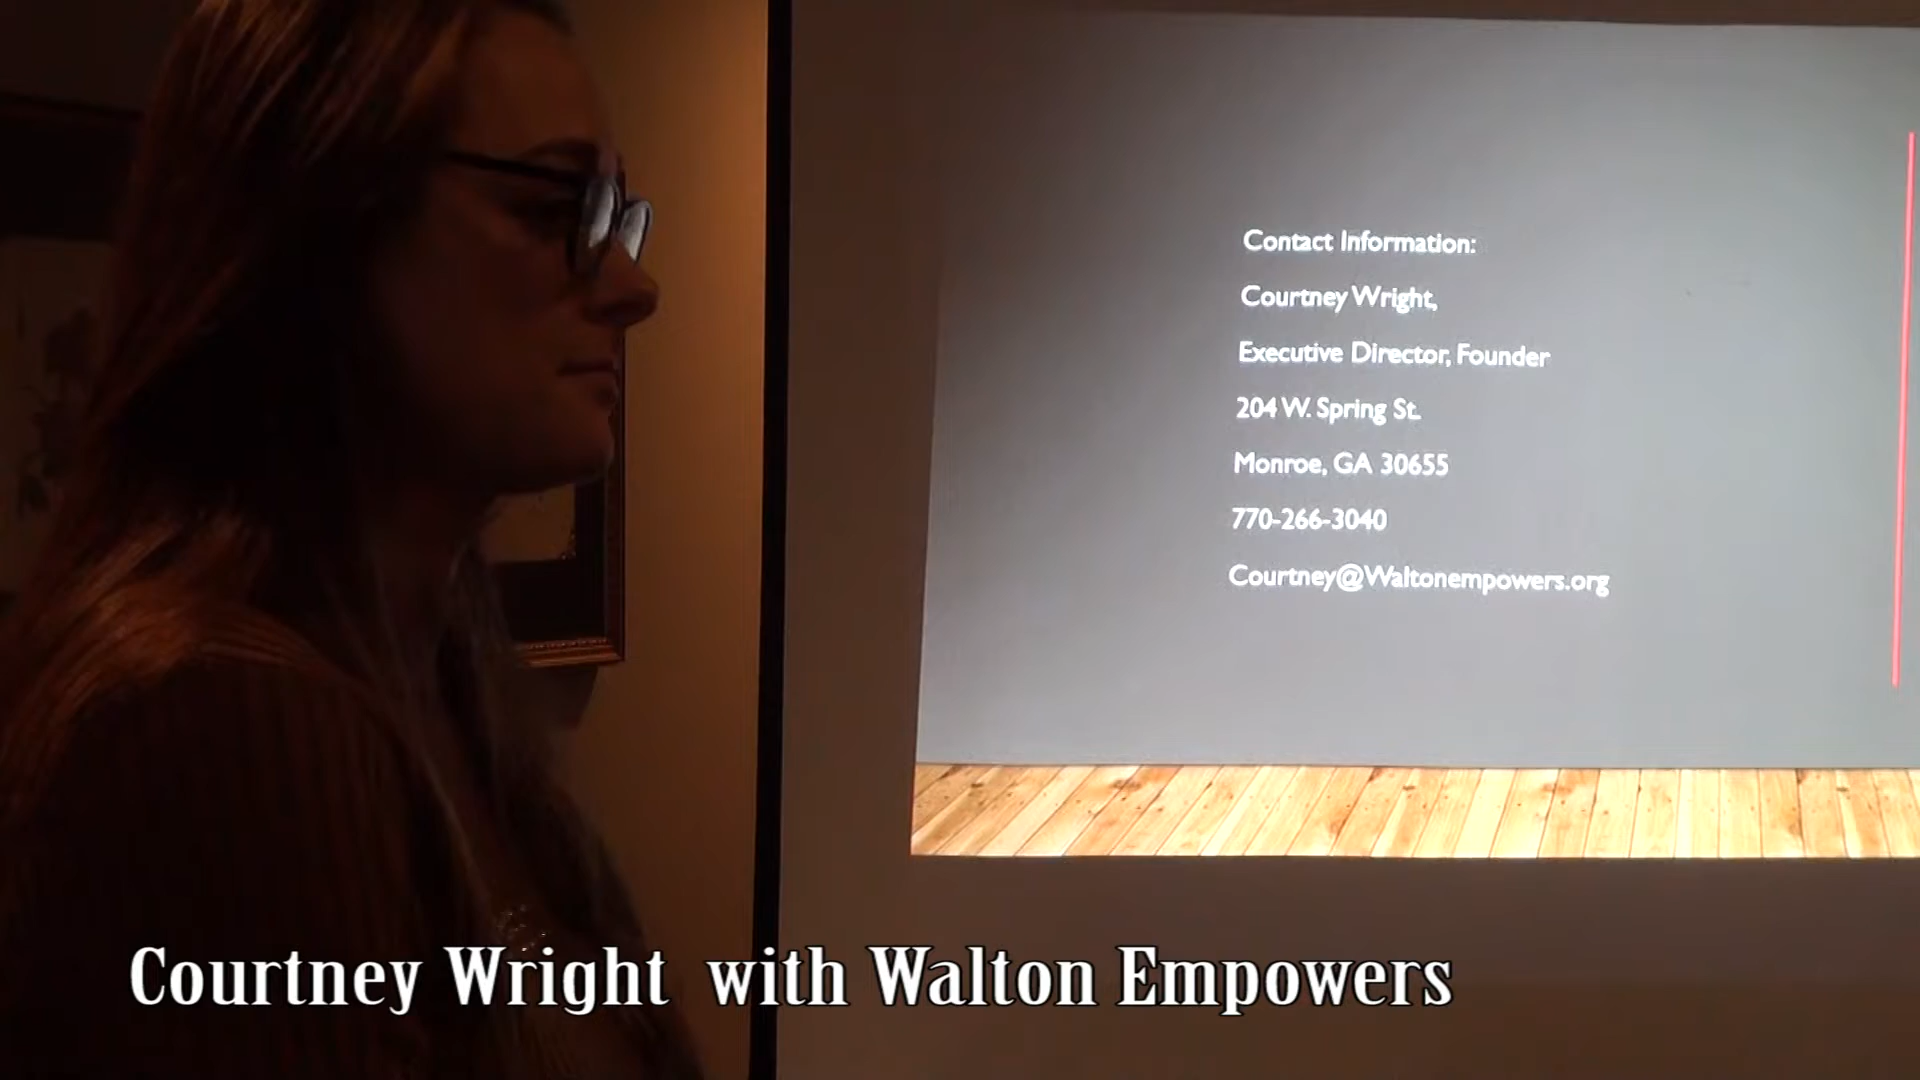 Contact Information:
Courtney Wright,
Executive Director, Founder
204 W. Spring St.
Monroe, GA 30655
770-266-3040
Courtney@Waltonempowers.org
Courtney Wright with Walton Empowers